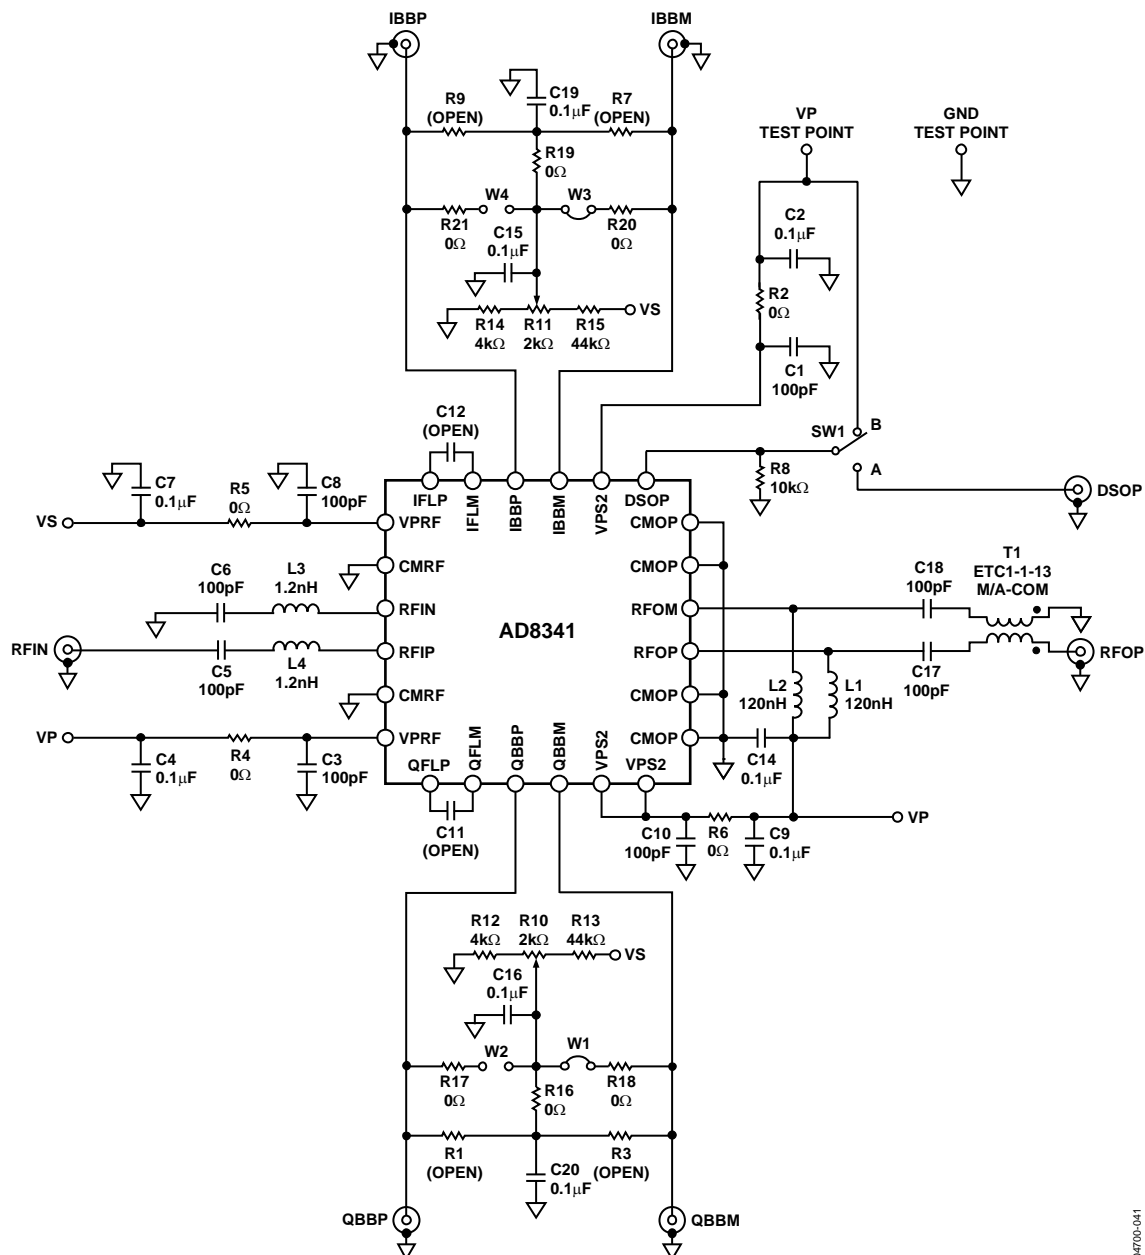 IBBP
IBBM
R9
(OPEN)
C19
0.1μF
R7
(OPEN)
VP
TEST POINT
GND
TEST POINT
R19
0Ω
W4
W3
R21
0Ω
R20
0Ω
C15
0.1μF
C2
0.1μF
R2
0Ω
VS
R14
4kΩ
R11
2kΩ
R15
44kΩ
C1
100pF
C12
(OPEN)
SW1
B
A
R8
10kΩ
DSOP
C7
0.1μF
R5
0Ω
C8
100pF
VS
IFLP
IFLM
IBBP
IBBM
VPS2
DSOP
VPRF
CMOP
CMRF
CMOP
C6
100pF
L3
1.2nH
RFIN
RFOM
C18
100pF
T1
ETC1-1-13
M/A-COM
AD8341
RFIN
C5
100pF
L4
1.2nH
RFIP
RFOP
C17
100pF
RFOP
L2
120nH
L1
120nH
CMRF
CMOP
VP
C4
0.1μF
R4
0Ω
C3
100pF
VPRF
CMOP
C14
0.1μF
QFLP
QFLM
QBBP
QBBM
VPS2
VPS2
C11
(OPEN)
C10
100pF
R6
0Ω
C9
0.1μF
VP
R12
4kΩ
R10
2kΩ
R13
44kΩ
VS
C16
0.1μF
W2
W1
R17
0Ω
R18
0Ω
R16
0Ω
R1
(OPEN)
R3
(OPEN)
C20
0.1μF
QBBP
QBBM